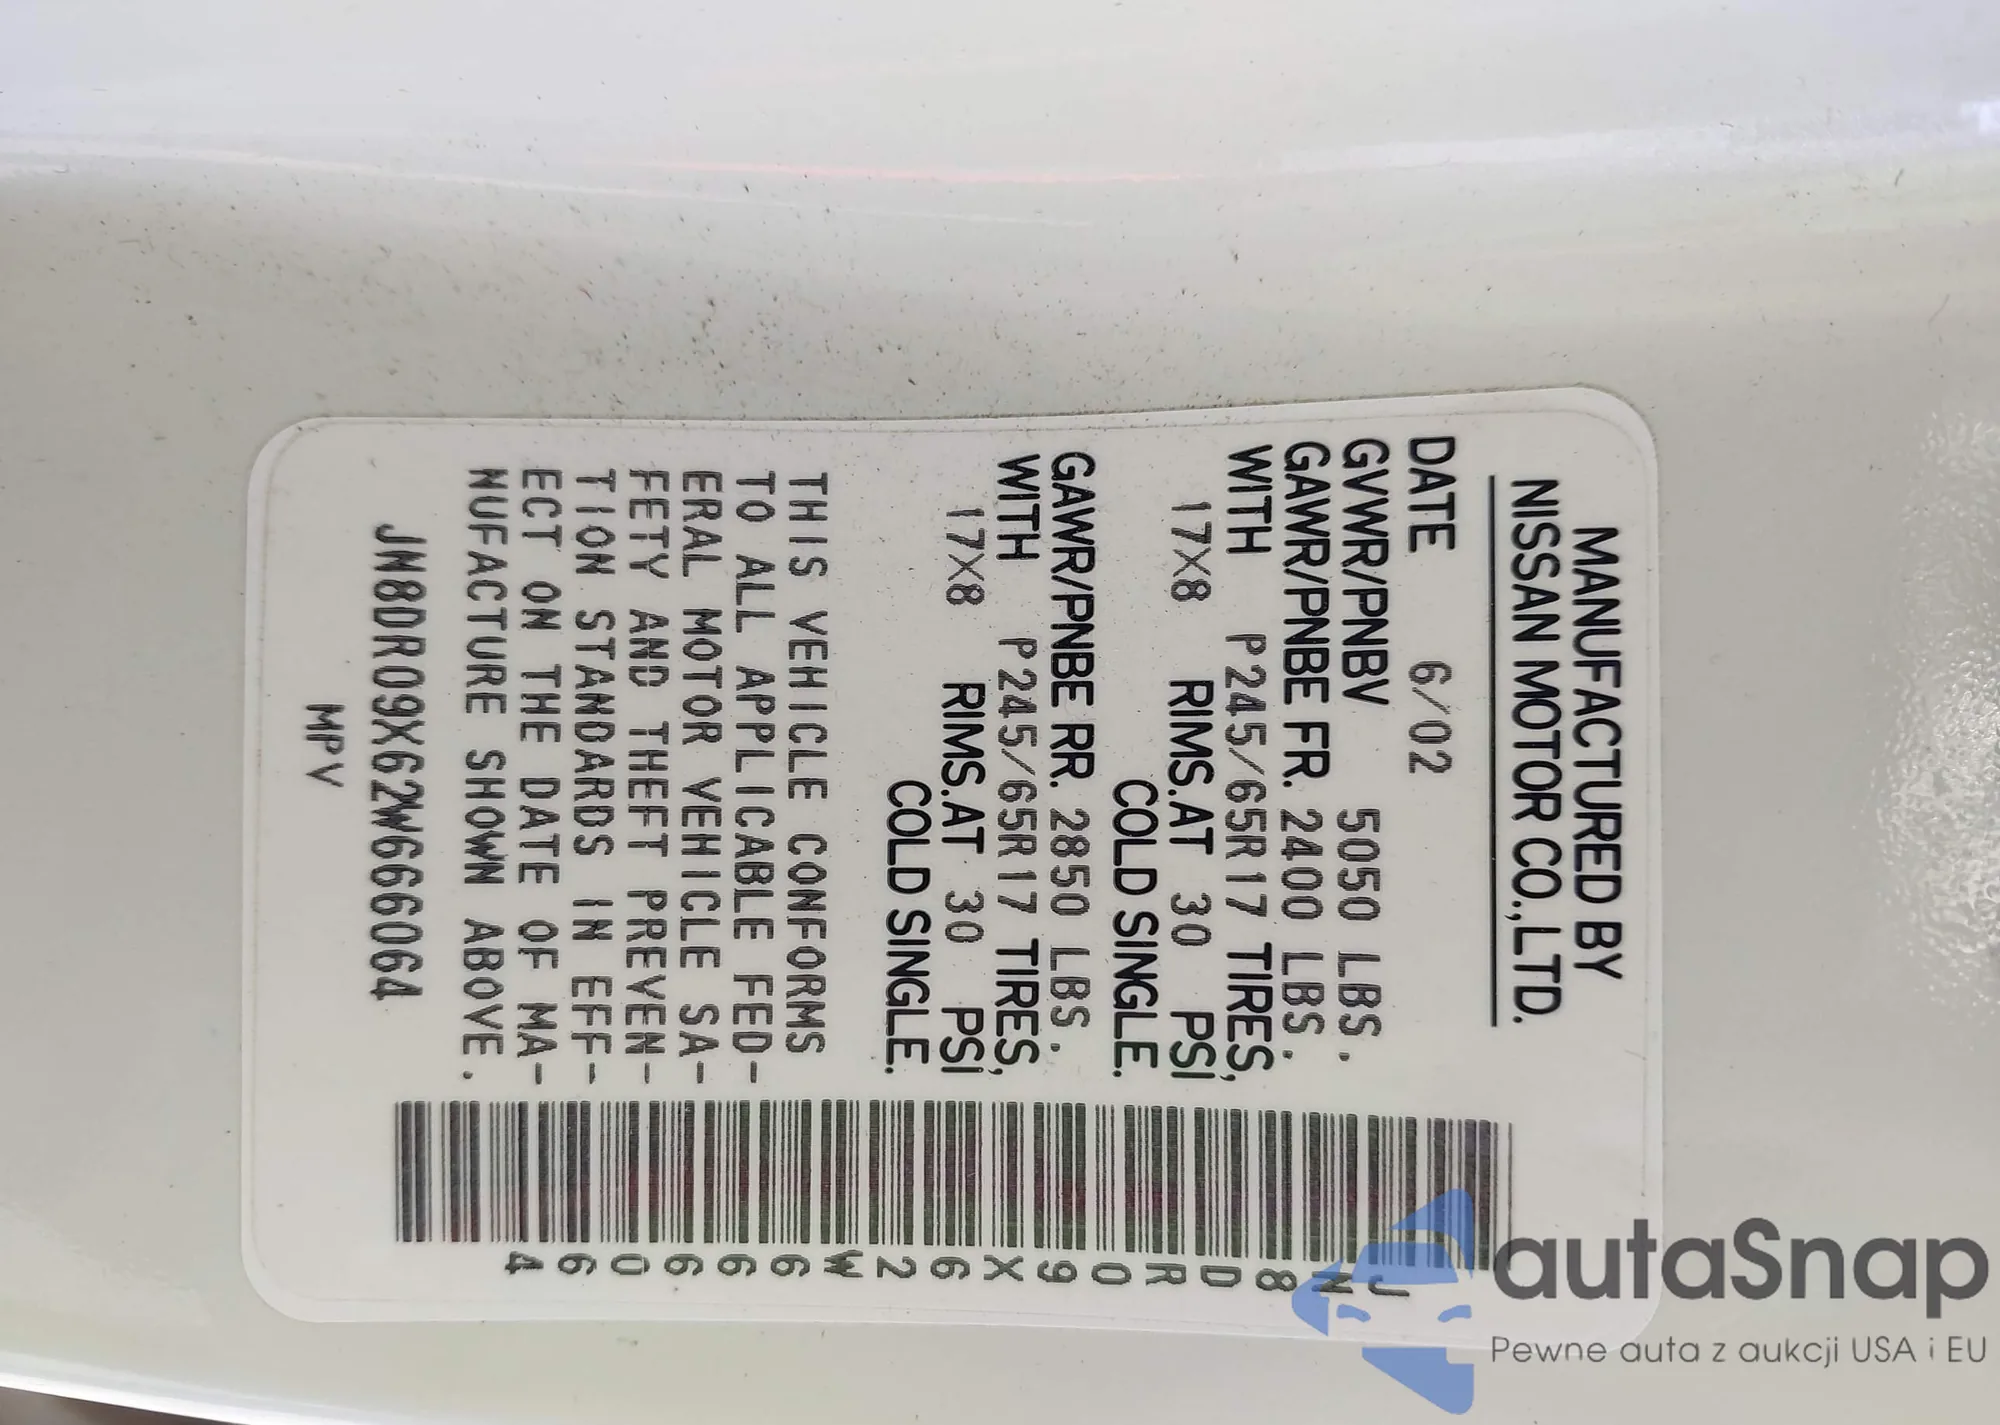 MANUFACTURED BY
NISSAN MOTOR CO.,LTD.
DATE 6/02
GVWR/PNBV 5050 LBS.
GAWR/PNBE FR. 2400 LBS.
WITH P245/65R17 TIRES,
17X8 RIMS.AT 30 PSI
COLD SINGLE.
GAWR/PNBE RR. 2850 LBS.
WITH P245/65R17 TIRES,
17X8 RIMS.AT 30 PSI
COLD SINGLE.
THIS VEHICLE CONFORMS
TO ALL APPLICABLE FED-
ERAL MOTOR VEHICLE SA-
FETY AND THEFT PREVEN-
TION STANDARDS IN EFF-
ECT ON THE DATE OF MA-
NUFACTURE SHOWN ABOVE.
JN8DR09X62W666064
MPV
JN8DR09X62W666064
autaSnap
Pewne auta z aukcji USA i EU